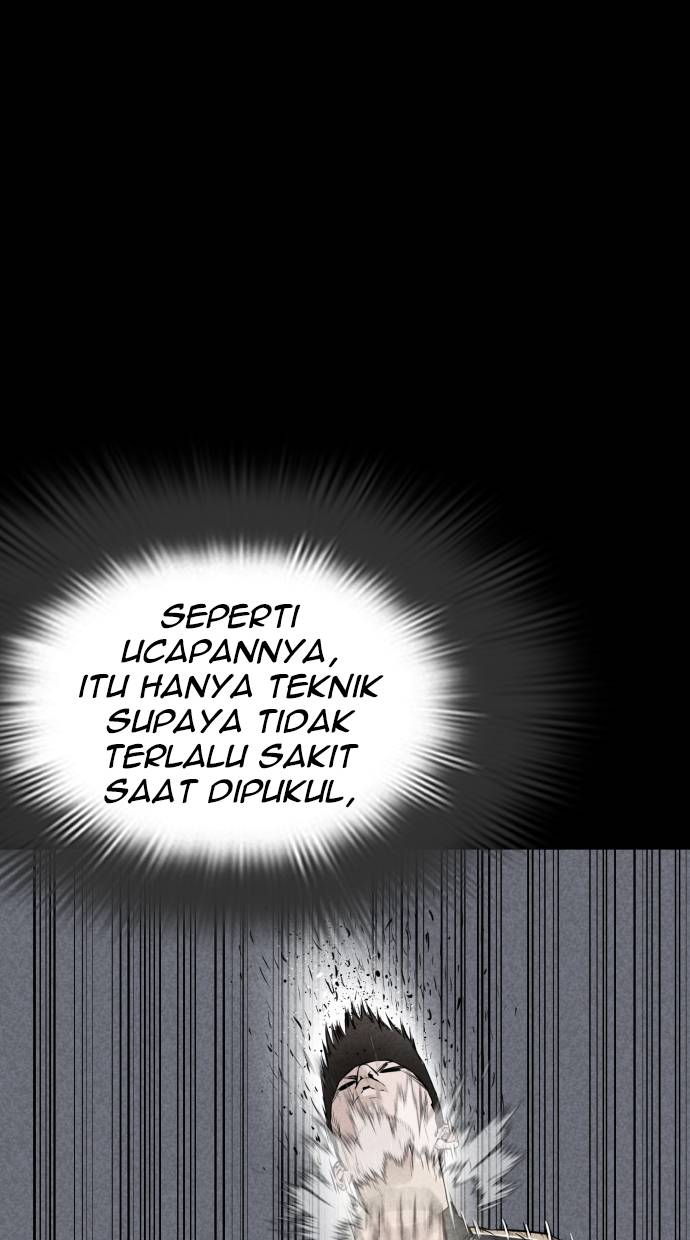 SEPERTI
UCAPANNYA,
ITU HANYA TEKNIK
SUPAYA TIDAK
TERLALU SAKIT
SAAT DIPUKUL,